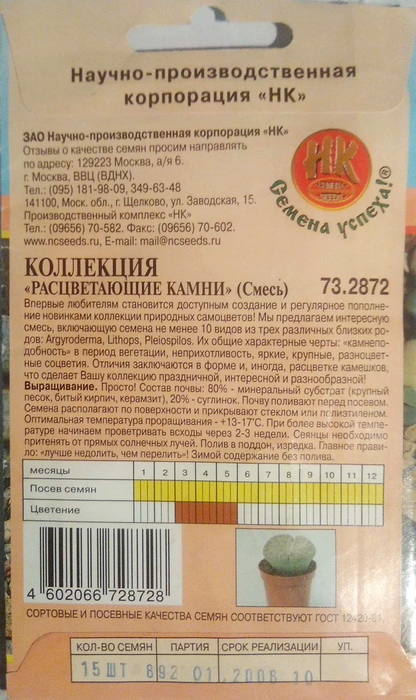 Научно-производственная
корпорация «НК»
ЗАО Научно-производственная корпорация «НК»
Отзывы о качестве семян просим направлять
по адресу: 129223 Москва, а/я 6.
г. Москва, ВВЦ (ВДНХ).
Тел.: (095) 181-98-09, 349-63-48
141100, Моск. обл., г. Щелково, ул. Заводская, 15.
Производственный комплекс «НК»
Тел.: (09656) 70-582. Факс: (09656) 70-602.
www.ncseeds.ru, E-mail: mail@ncseeds.ru
НК
Семена успеха!®
КОЛЛЕКЦИЯ
«РАСЦВЕТАЮЩИЕ КАМНИ» (Смесь) 73.2872
Впервые любителям становится доступным создание и регулярное пополне-
ние новинками коллекции природных самоцветов! Мы предлагаем интересную
смесь, включающую семена не менее 10 видов из трех различных близких ро-
дов: Argyroderma, Lithops, Pleiospilos. Их общие характерные черты: «камнепо-
добность» в период вегетации, неприхотливость, яркие, крупные, разноцвет-
ные соцветия. Отличия заключаются в форме и, иногда, расцветке камешков,
что сделает Вашу коллекцию праздничной, интересной и разнообразной!
Выращивание. Просто! Состав почвы: 80% - минеральный субстрат (крупный
песок, битый кирпич, керамзит), 20% - суглинок. Почву поливают перед посевом.
Семена располагают по поверхности и прикрывают стеклом или полиэтиленом.
Оптимальная температура проращивания - +13-17°С. При более высокой темпе-
ратуре начинаем проветривать всходы через 2-3 недели. Сеянцы необходимо
притенять от прямых солнечных лучей. Полив в поддон, изредка. Главное прави-
ло: «лучше недолить, чем перелить»! Зимой содержание без полива.
месяцы 1 2 3 4 5 6 7 8 9 10 11 12
Посев семян
Цветение
4 602066 728728
СОРТОВЫЕ И ПОСЕВНЫЕ КАЧЕСТВА СЕМЯН СООТВЕТСТВУЮТ ГОСТ 12-20-81.
КОЛ-ВО СЕМЯН ПАРТИЯ СРОК РЕАЛИЗАЦИИ УП.
15 ШТ 892 01.2008 10